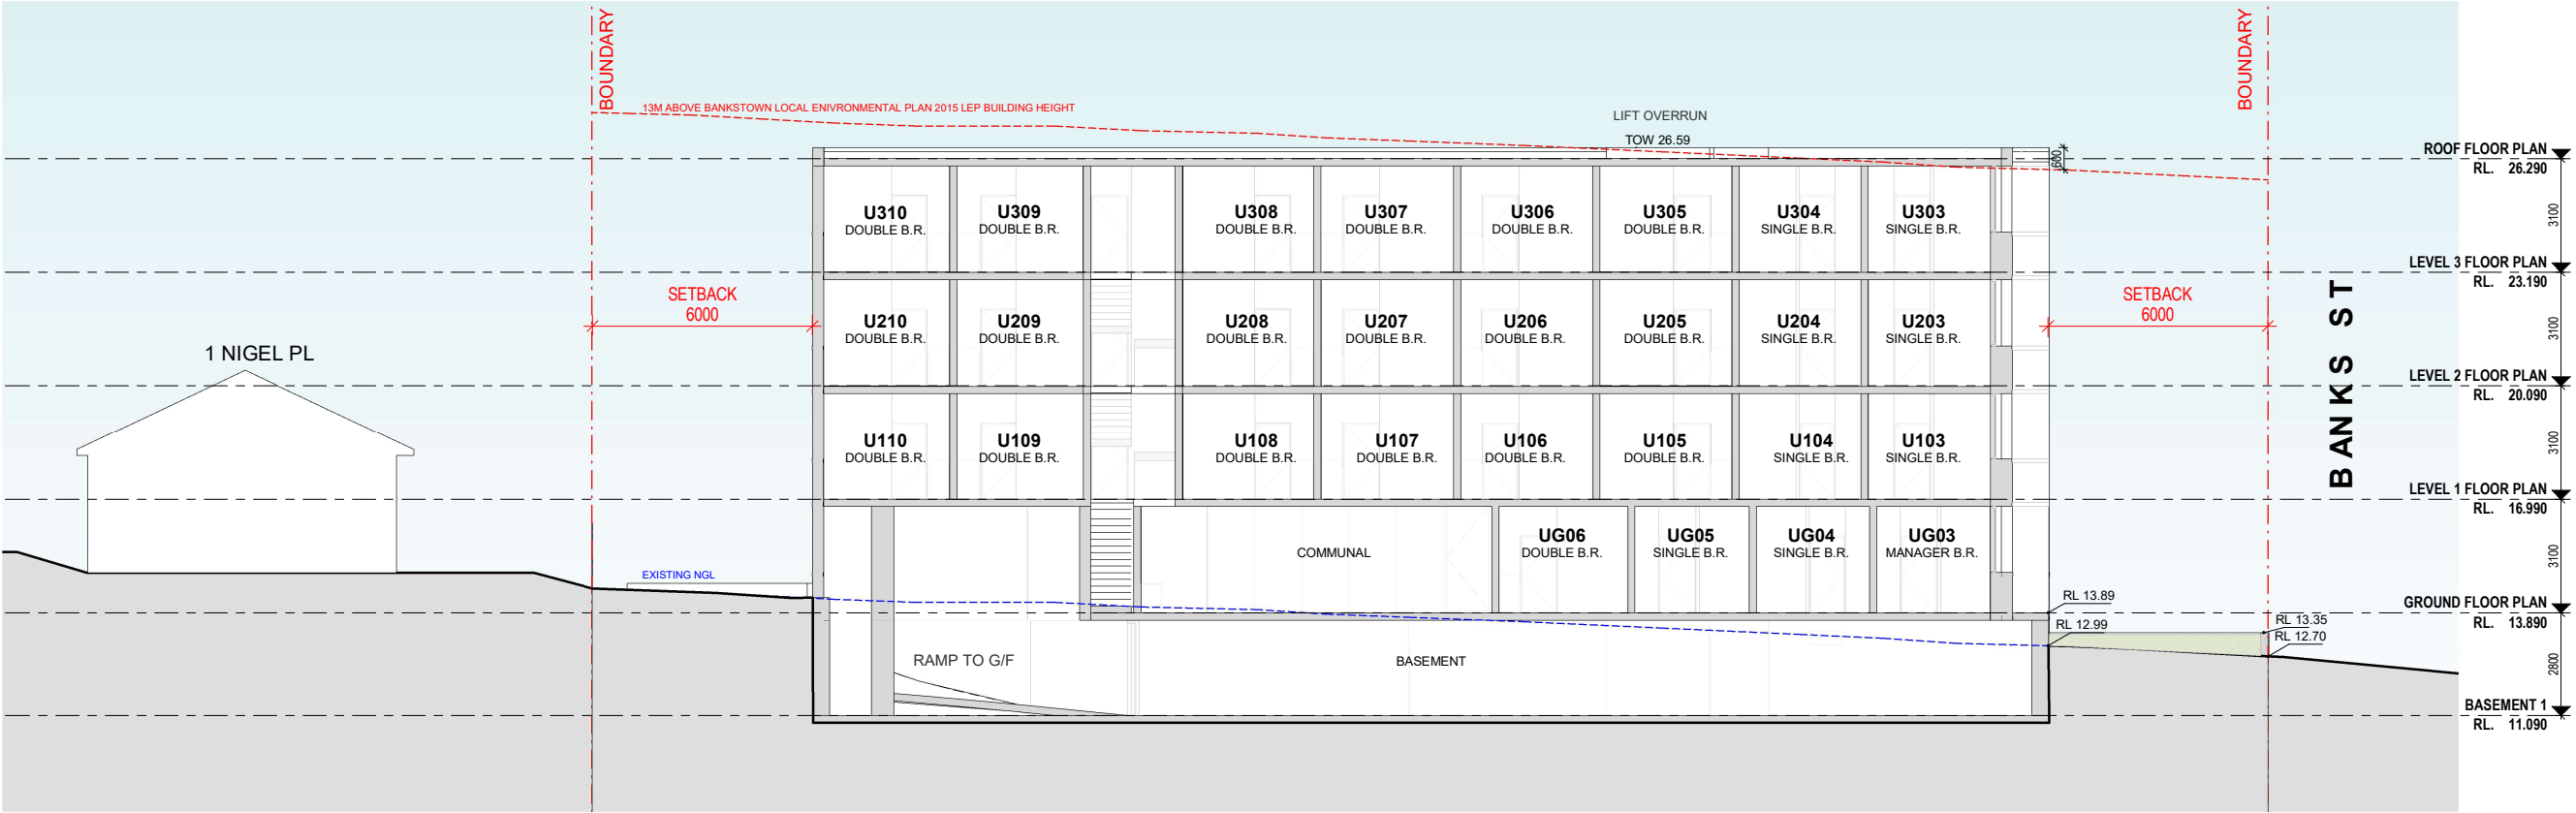 BOUNDARY
BOUNDARY
13M ABOVE BANKSTOWN LOCAL ENIVRONMENTAL PLAN 2015 LEP BUILDING HEIGHT
LIFT OVERRUN
TOW 26.59
600
ROOF FLOOR PLAN
RL. 26.290
U310
DOUBLE B.R.
U309
DOUBLE B.R.
U308
DOUBLE B.R.
U307
DOUBLE B.R.
U306
DOUBLE B.R.
U305
DOUBLE B.R.
U304
SINGLE B.R.
U303
SINGLE B.R.
3100
LEVEL 3 FLOOR PLAN
RL. 23.190
SETBACK
6000
U210
DOUBLE B.R.
U209
DOUBLE B.R.
U208
DOUBLE B.R.
U207
DOUBLE B.R.
U206
DOUBLE B.R.
U205
DOUBLE B.R.
U204
SINGLE B.R.
U203
SINGLE B.R.
SETBACK
6000
BANKS ST
3100
1 NIGEL PL
LEVEL 2 FLOOR PLAN
RL. 20.090
U110
DOUBLE B.R.
U109
DOUBLE B.R.
U108
DOUBLE B.R.
U107
DOUBLE B.R.
U106
DOUBLE B.R.
U105
DOUBLE B.R.
U104
SINGLE B.R.
U103
SINGLE B.R.
3100
LEVEL 1 FLOOR PLAN
RL. 16.990
COMMUNAL
UG06
DOUBLE B.R.
UG05
SINGLE B.R.
UG04
SINGLE B.R.
UG03
MANAGER B.R.
3100
EXISTING NGL
RL 13.89
GROUND FLOOR PLAN
RL. 13.890
RL 12.99
RL 13.35
RL 12.70
RAMP TO G/F
BASEMENT
2800
BASEMENT 1
RL. 11.090